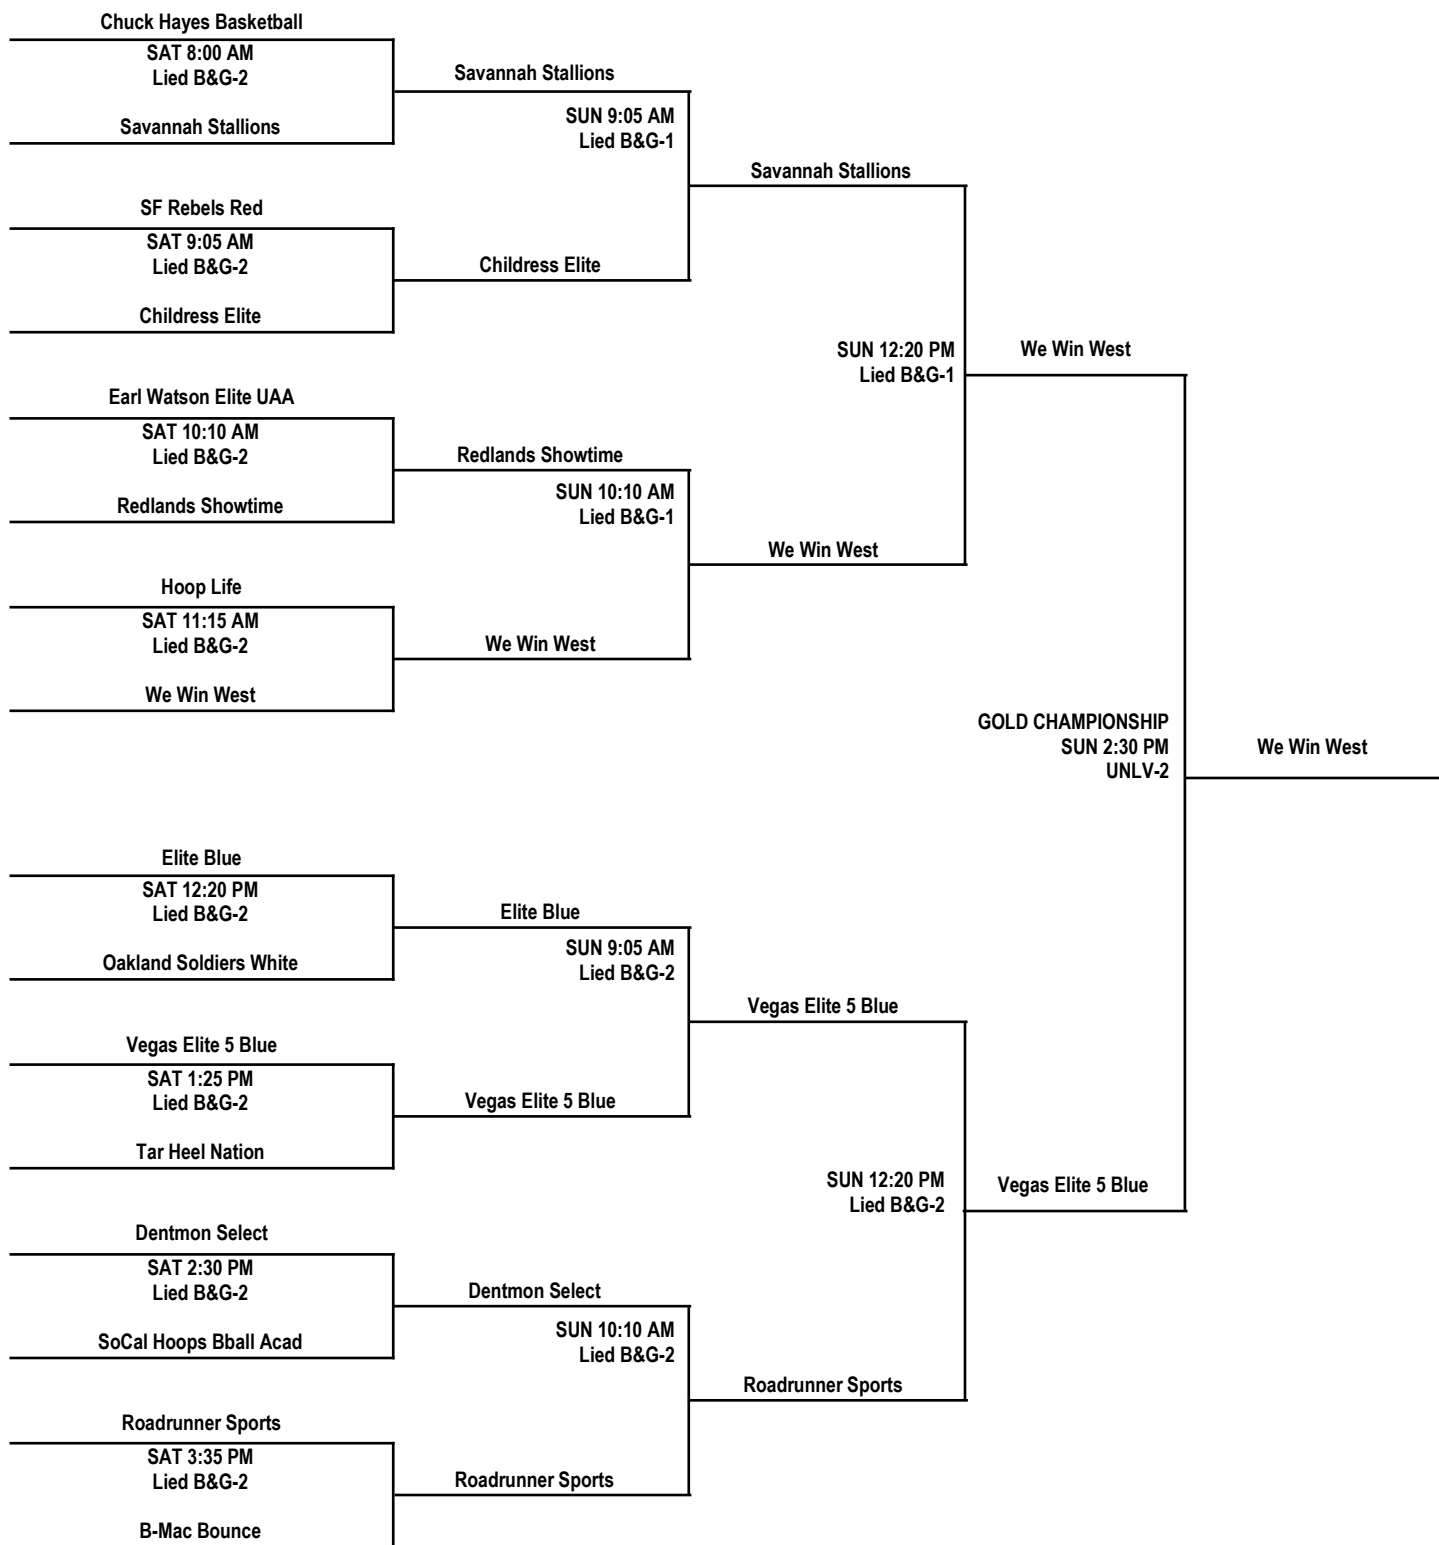 Chuck Hayes Basketball
SAT 8:00 AM
Lied B&G-2
Savannah Stallions
Savannah Stallions
SUN 9:05 AM
Lied B&G-1
Savannah Stallions
SF Rebels Red
SAT 9:05 AM
Lied B&G-2
Childress Elite
Childress Elite
SUN 12:20 PM
Lied B&G-1
We Win West
Earl Watson Elite UAA
SAT 10:10 AM
Lied B&G-2
Redlands Showtime
Redlands Showtime
SUN 10:10 AM
Lied B&G-1
We Win West
Hoop Life
SAT 11:15 AM
Lied B&G-2
We Win West
We Win West
GOLD CHAMPIONSHIP
SUN 2:30 PM
UNLV-2
We Win West
Elite Blue
SAT 12:20 PM
Lied B&G-2
Oakland Soldiers White
Elite Blue
SUN 9:05 AM
Lied B&G-2
Vegas Elite 5 Blue
Vegas Elite 5 Blue
SAT 1:25 PM
Lied B&G-2
Tar Heel Nation
Vegas Elite 5 Blue
SUN 12:20 PM
Lied B&G-2
Vegas Elite 5 Blue
Dentmon Select
SAT 2:30 PM
Lied B&G-2
SoCal Hoops Bball Acad
Dentmon Select
SUN 10:10 AM
Lied B&G-2
Roadrunner Sports
Roadrunner Sports
SAT 3:35 PM
Lied B&G-2
B-Mac Bounce
Roadrunner Sports